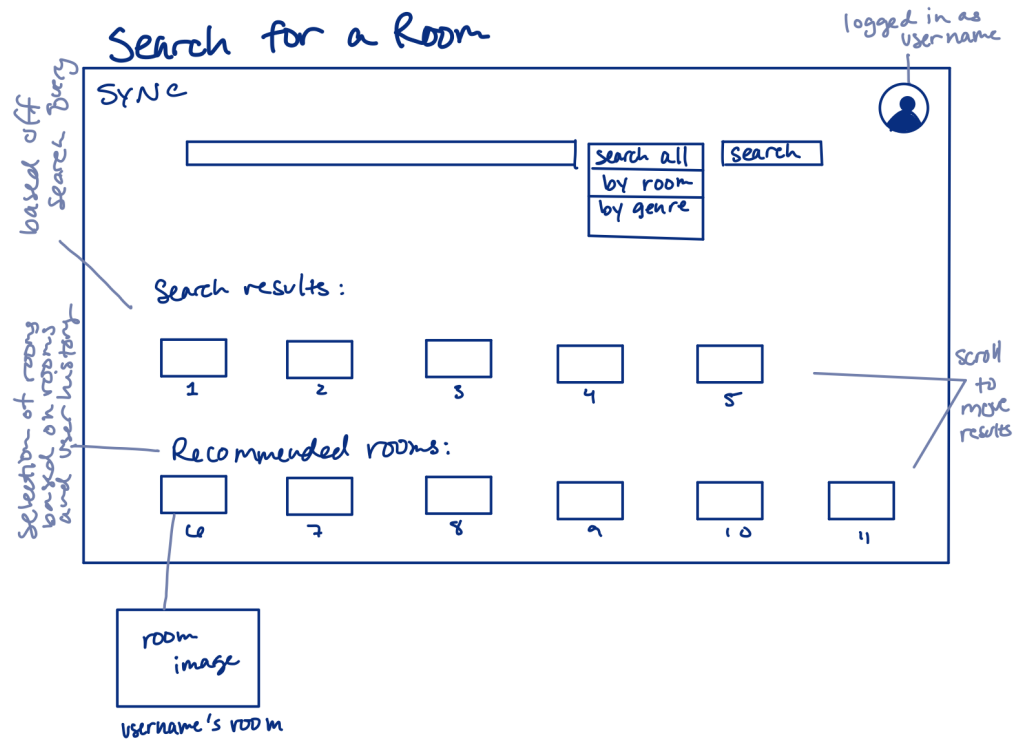 Search for a Room
logged in as
username
SYNC
search all
by room
by genre
search
based off
search query
Search results:
1
2
3
4
5
scroll
to
move
results
Selection of rooms
based on rooms
and user history
Recommended rooms:
6
7
8
9
10
11
room
image
username's room